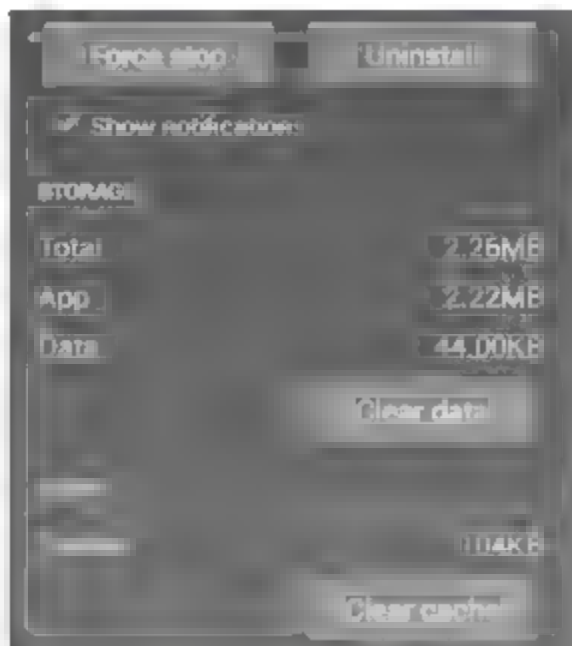 Force stop Uninstall
Show notifications
STORAGE
Total 2.26MB
App 2.22MB
Data 44.00KB
Clear data
Clear cache